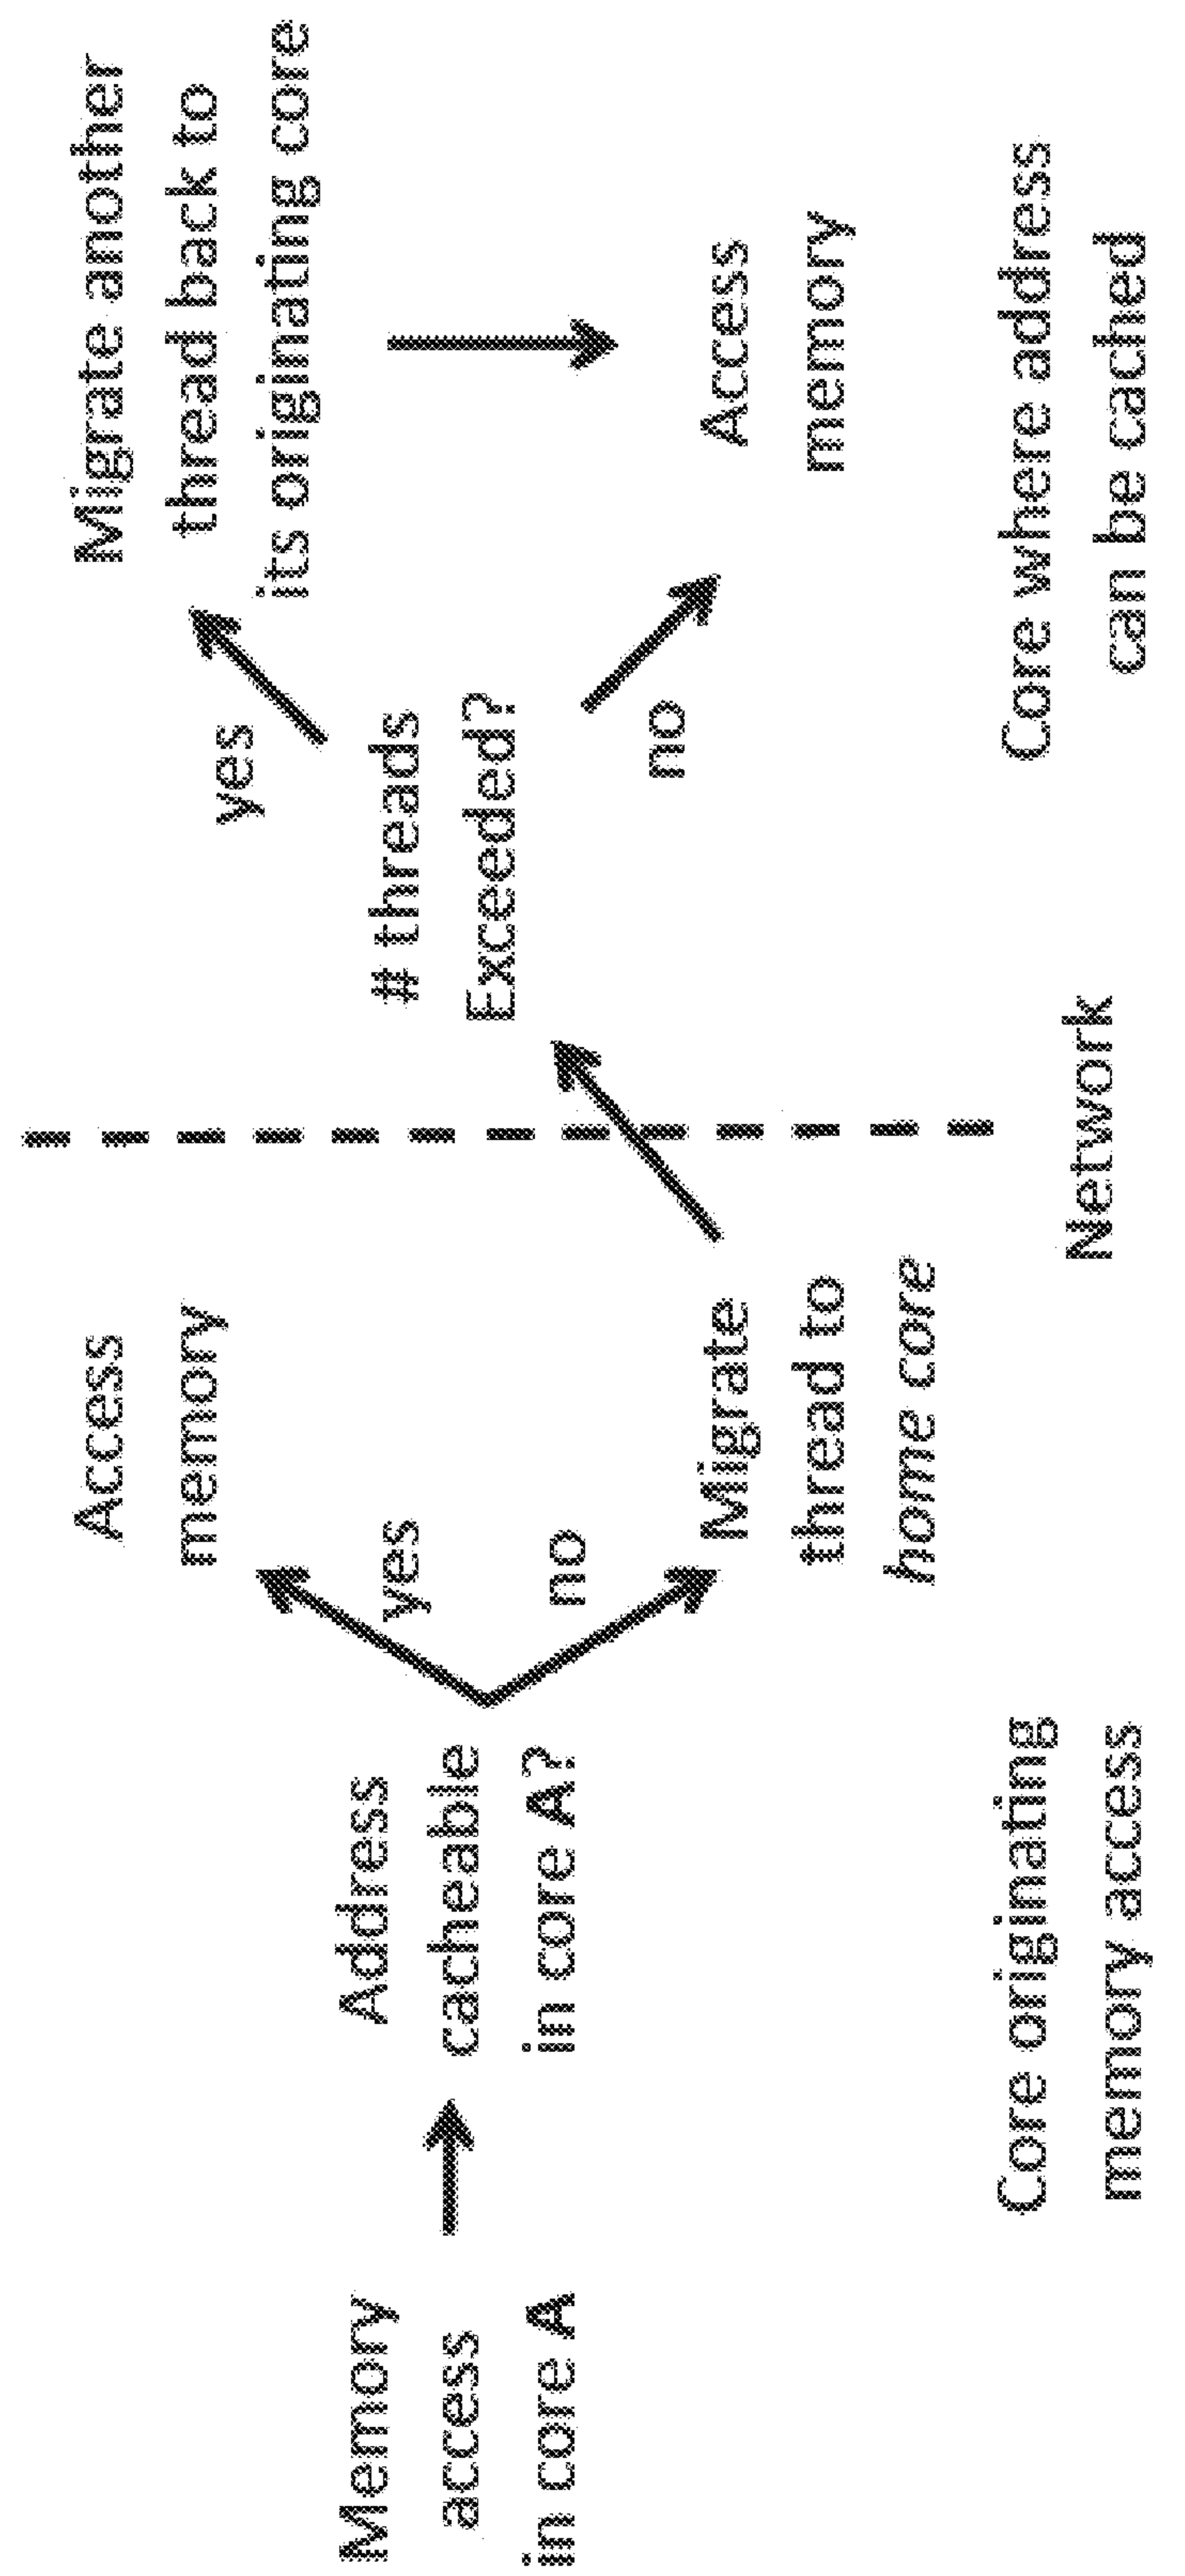 Memory
access
in core A
Address
cacheable
in core A?
yes
Access
memory
no
Migrate
thread to
home core
# threads
Exceeded?
yes
Migrate another
thread back to
its originating core
no
Access
memory
Core originating
memory access
Network
Core where address
can be cached